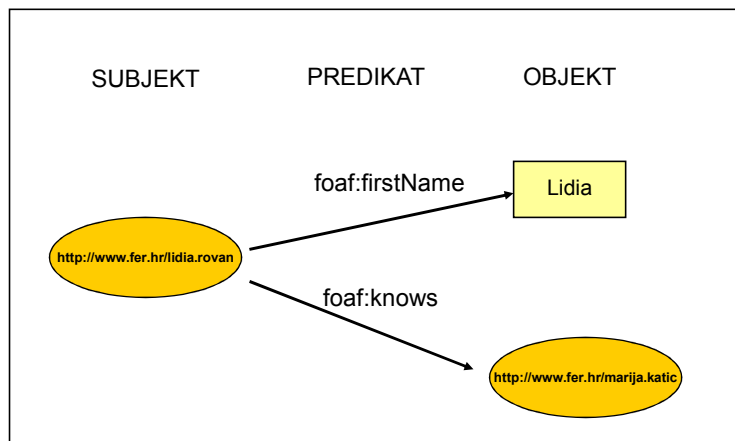 SUBJEKT PREDIKAT OBJEKT
foaf:firstName
Lidia
http://www.fer.hr/lidia.rovan
foaf:knows
http://www.fer.hr/marija.katic